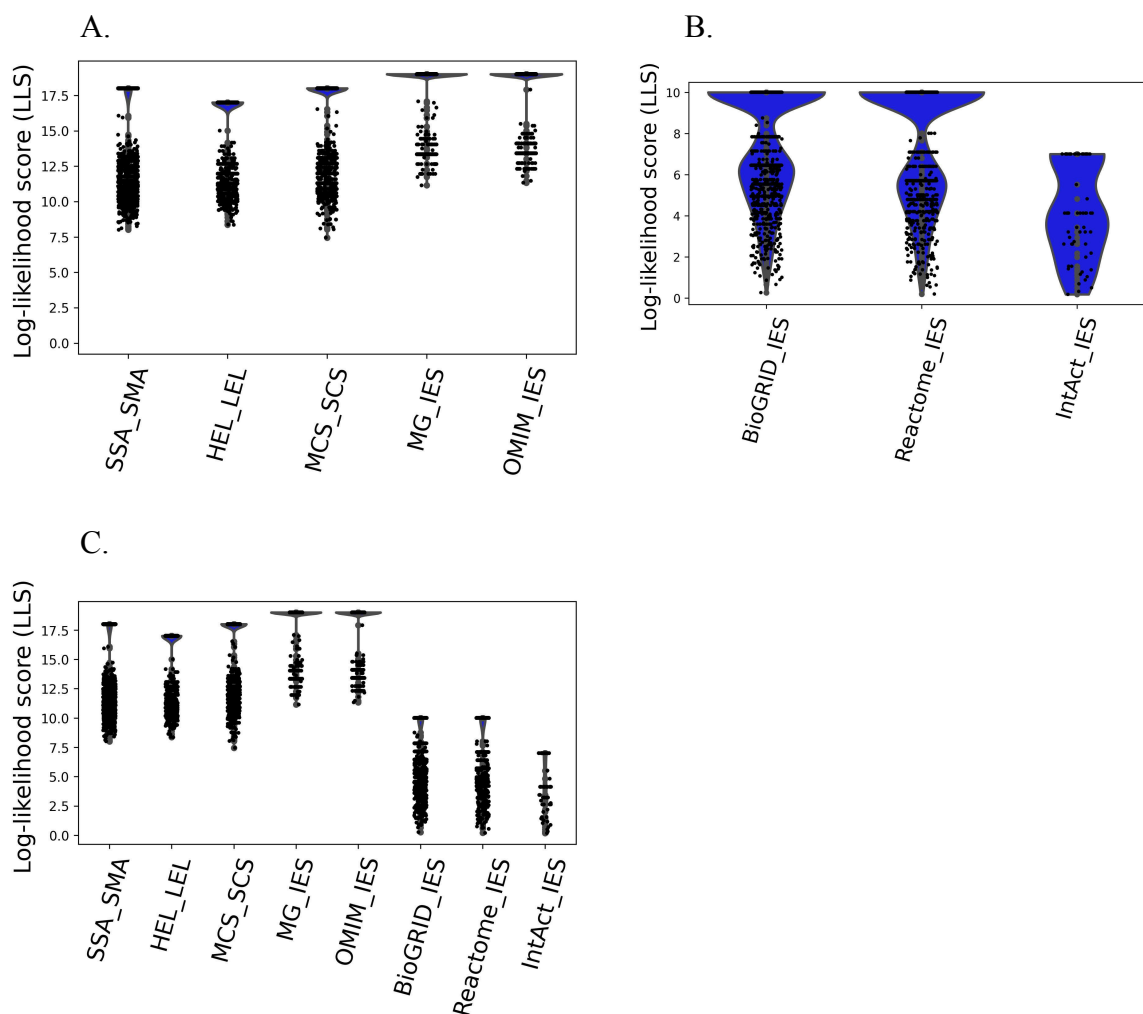 A.
Log-likelihood score (LLS)
17.5
15.0
12.5
10.0
7.5
5.0
2.5
0.0
SSA_SMA
HEL_LEL
MCS_SCS
MG_IES
OMIM_IES
B.
Log-likelihood score (LLS)
10
8
6
4
2
0
BioGRID_IES
Reactome_IES
IntAct_IES
C.
Log-likelihood score (LLS)
17.5
15.0
12.5
10.0
7.5
5.0
2.5
0.0
SSA_SMA
HEL_LEL
MCS_SCS
MG_IES
OMIM_IES
BioGRID_IES
Reactome_IES
IntAct_IES